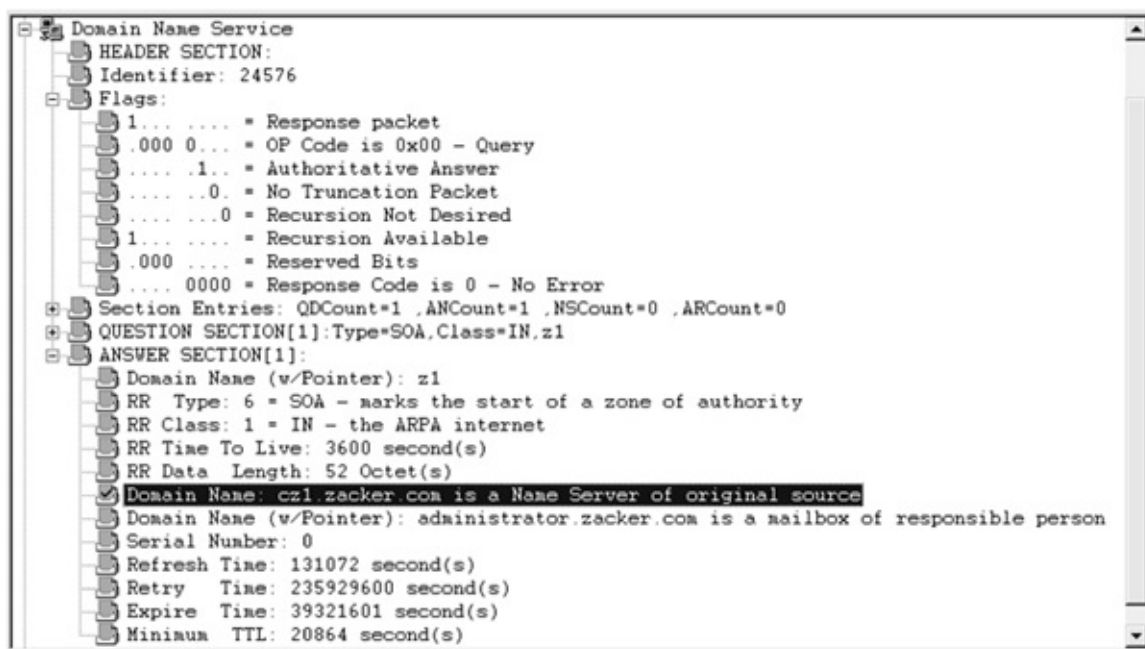 Domain Name Service
HEADER SECTION:
Identifier: 24576
Flags:
1... .... = Response packet
.000 0... = OP Code is 0x00 - Query
.... .1.. = Authoritative Answer
.... ..0. = No Truncation Packet
.... ...0 = Recursion Not Desired
1... .... = Recursion Available
.000 .... = Reserved Bits
.... 0000 = Response Code is 0 - No Error
Section Entries: QDCount=1 ,ANCount=1 ,NSCount=0 ,ARCount=0
QUESTION SECTION[1]:Type=SOA,Class=IN,z1
ANSWER SECTION[1]:
Domain Name (w/Pointer): z1
RR Type: 6 = SOA - marks the start of a zone of authority
RR Class: 1 = IN - the ARPA internet
RR Time To Live: 3600 second(s)
RR Data Length: 52 Octet(s)
Domain Name: cz1.zacker.com is a Name Server of original source
Domain Name (w/Pointer): administrator.zacker.com is a mailbox of responsible person
Serial Number: 0
Refresh Time: 131072 second(s)
Retry Time: 235929600 second(s)
Expire Time: 39321601 second(s)
Minimum TTL: 20864 second(s)